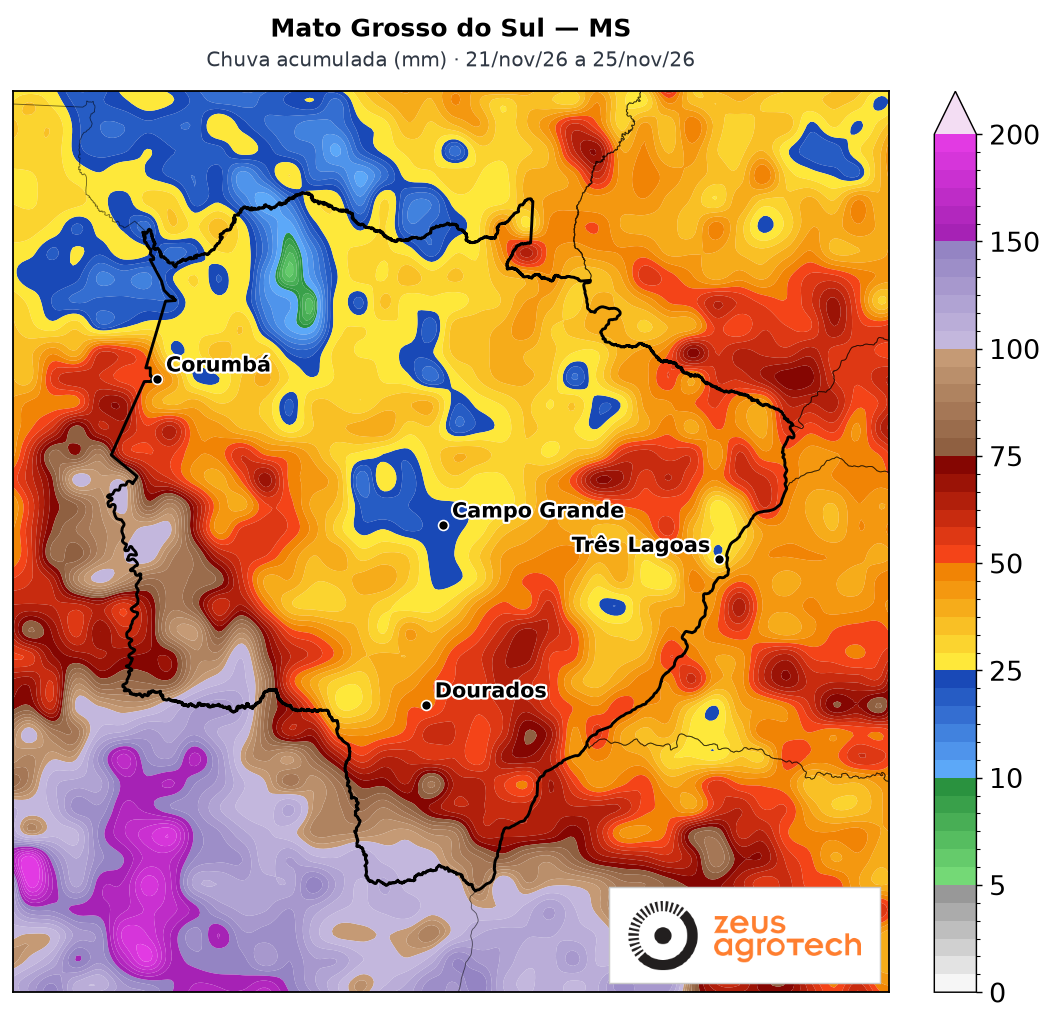 Mato Grosso do Sul — MS
Chuva acumulada (mm) · 21/nov/26 a 25/nov/26
200
150
100
75
50
25
10
5
0
Corumbá
Campo Grande
Três Lagoas
Dourados
zeus
agrotech